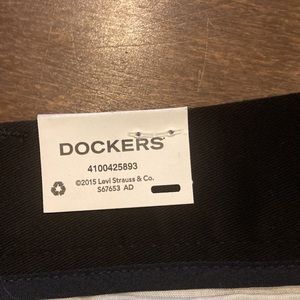 DOCKERS
4100425893
©2015 Levi Strauss & Co.
S67653 AD